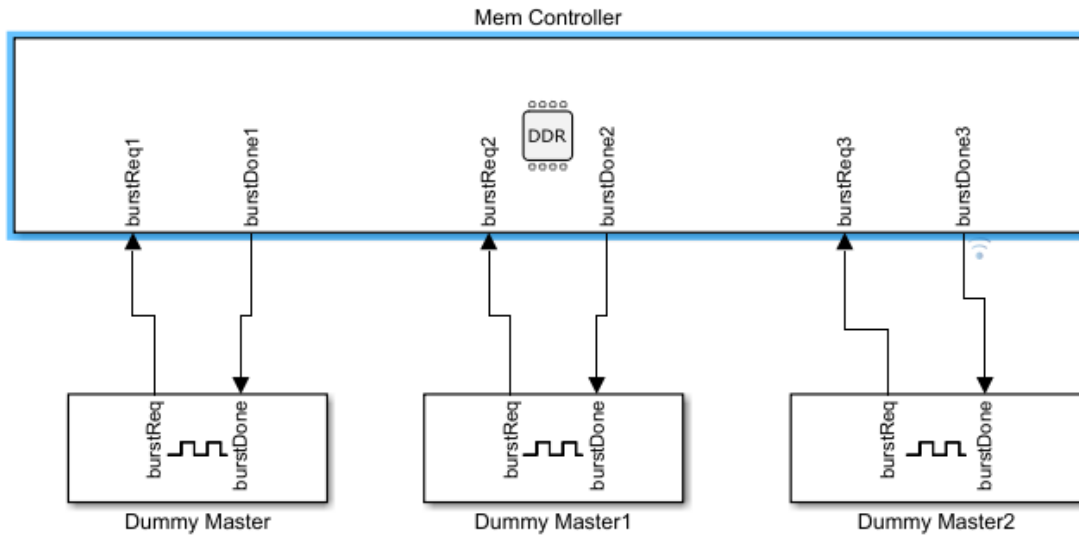 Mem Controller
DDR
burstReq1
burstDone1
burstReq2
burstDone2
burstReq3
burstDone3
burstReq
burstDone
burstReq
burstDone
burstReq
burstDone
Dummy Master
Dummy Master1
Dummy Master2